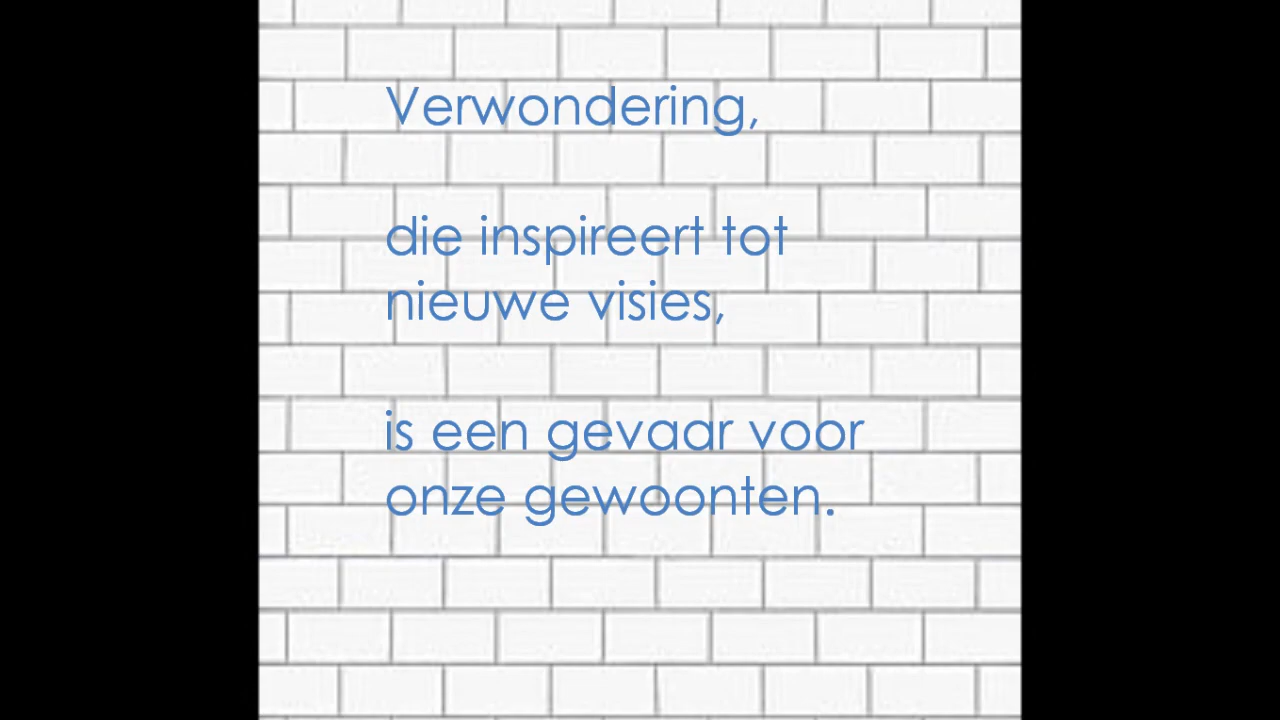 Verwondering,
die inspireert tot
nieuwe visies,
is een gevaar voor
onze gewoonten.